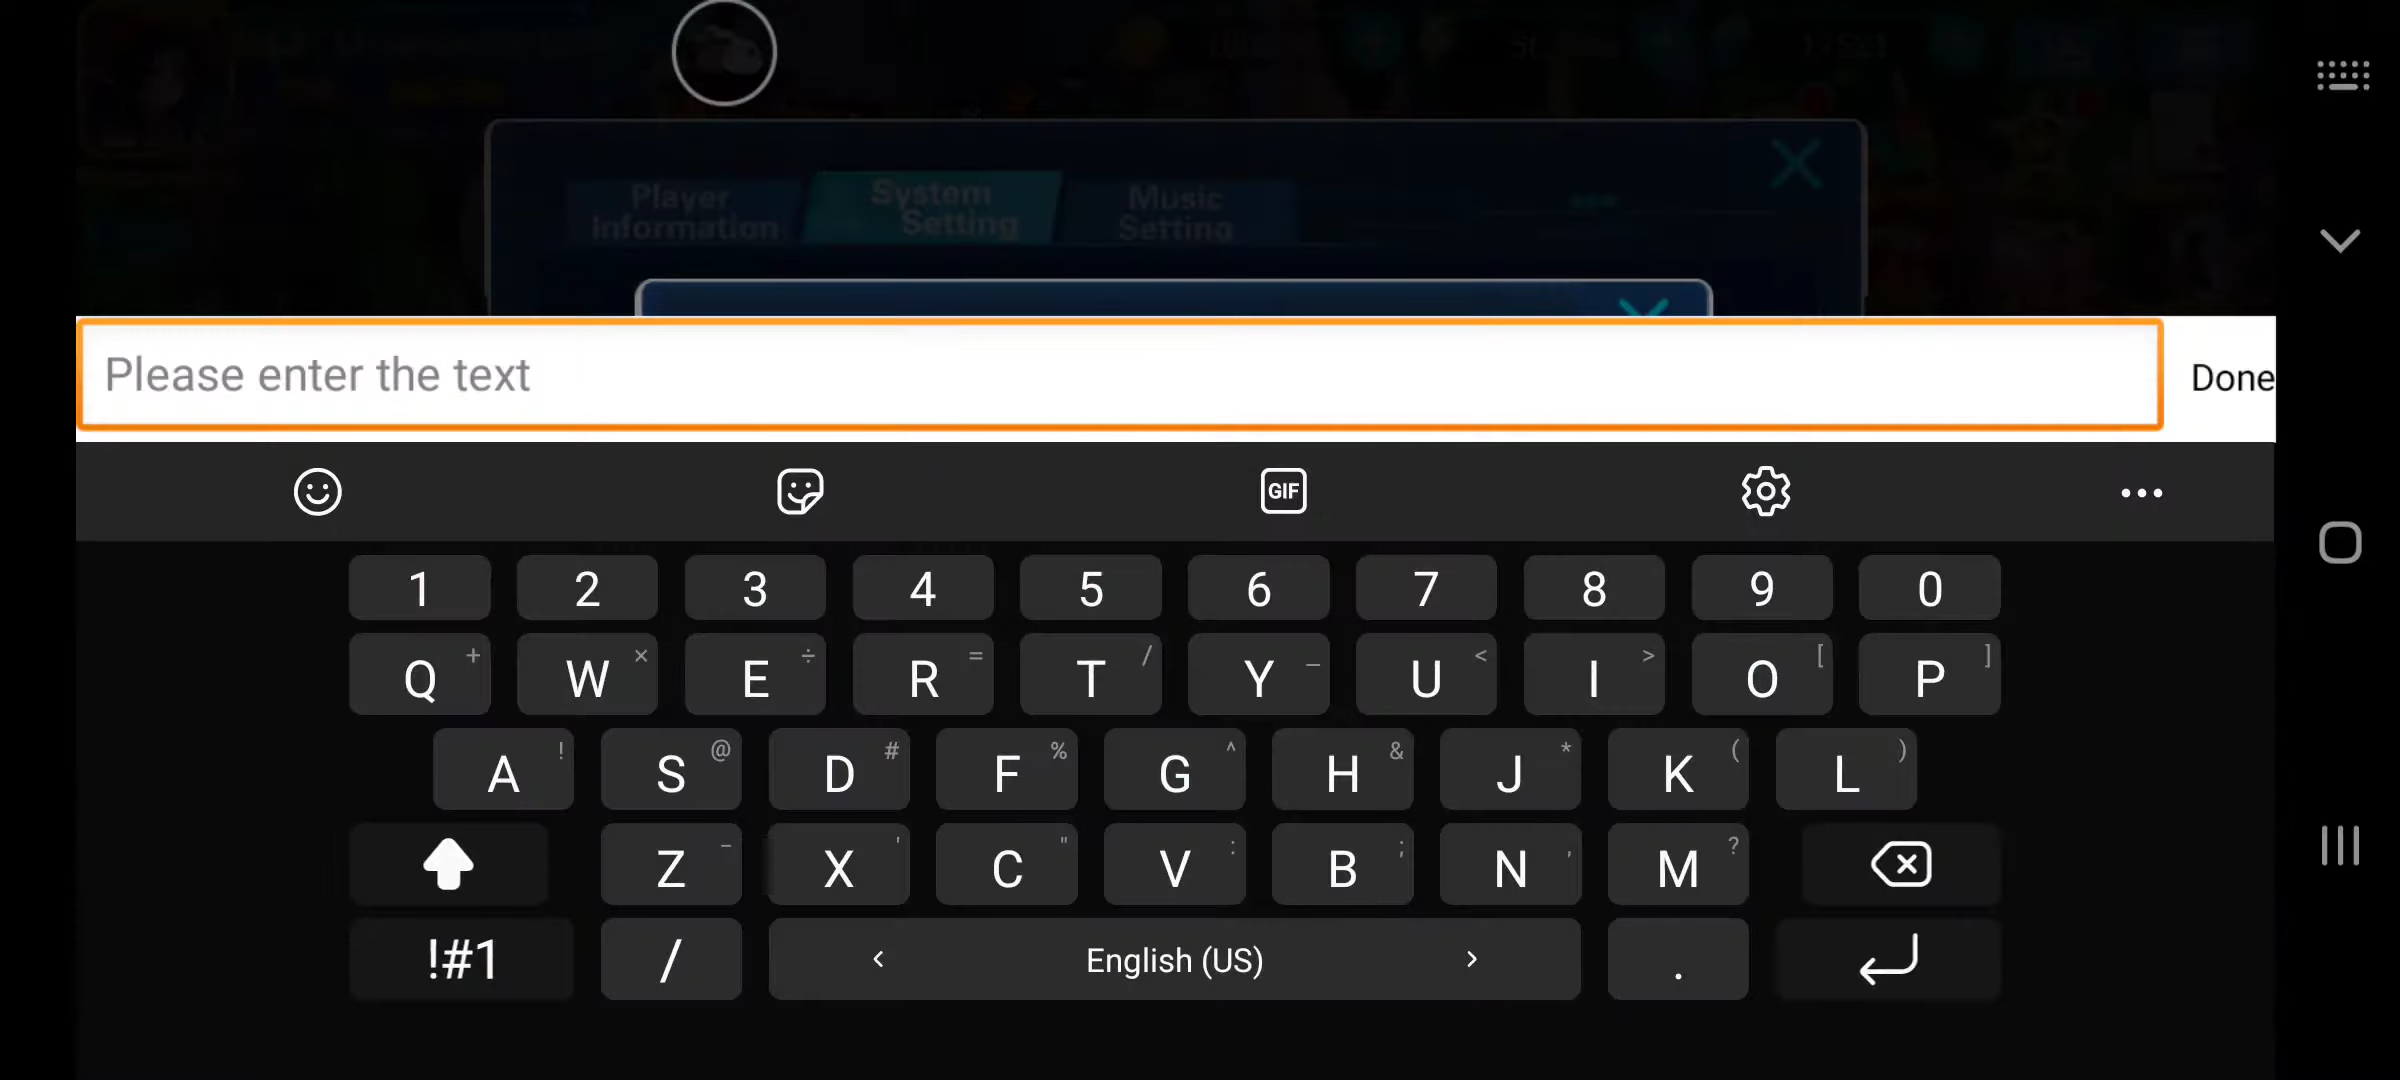 Player
Information
System
Setting
Music
Setting
Please enter the text
Done
GIF
1 2 3 4 5 6 7 8 9 0
Q + W × E ÷ R = T / Y _ U < I > O [ P ]
A ! S @ D # F % G ^ H & J * K ( L )
Z - X ' C " V : B ; N , M ?
!#1 / < English (US) > .